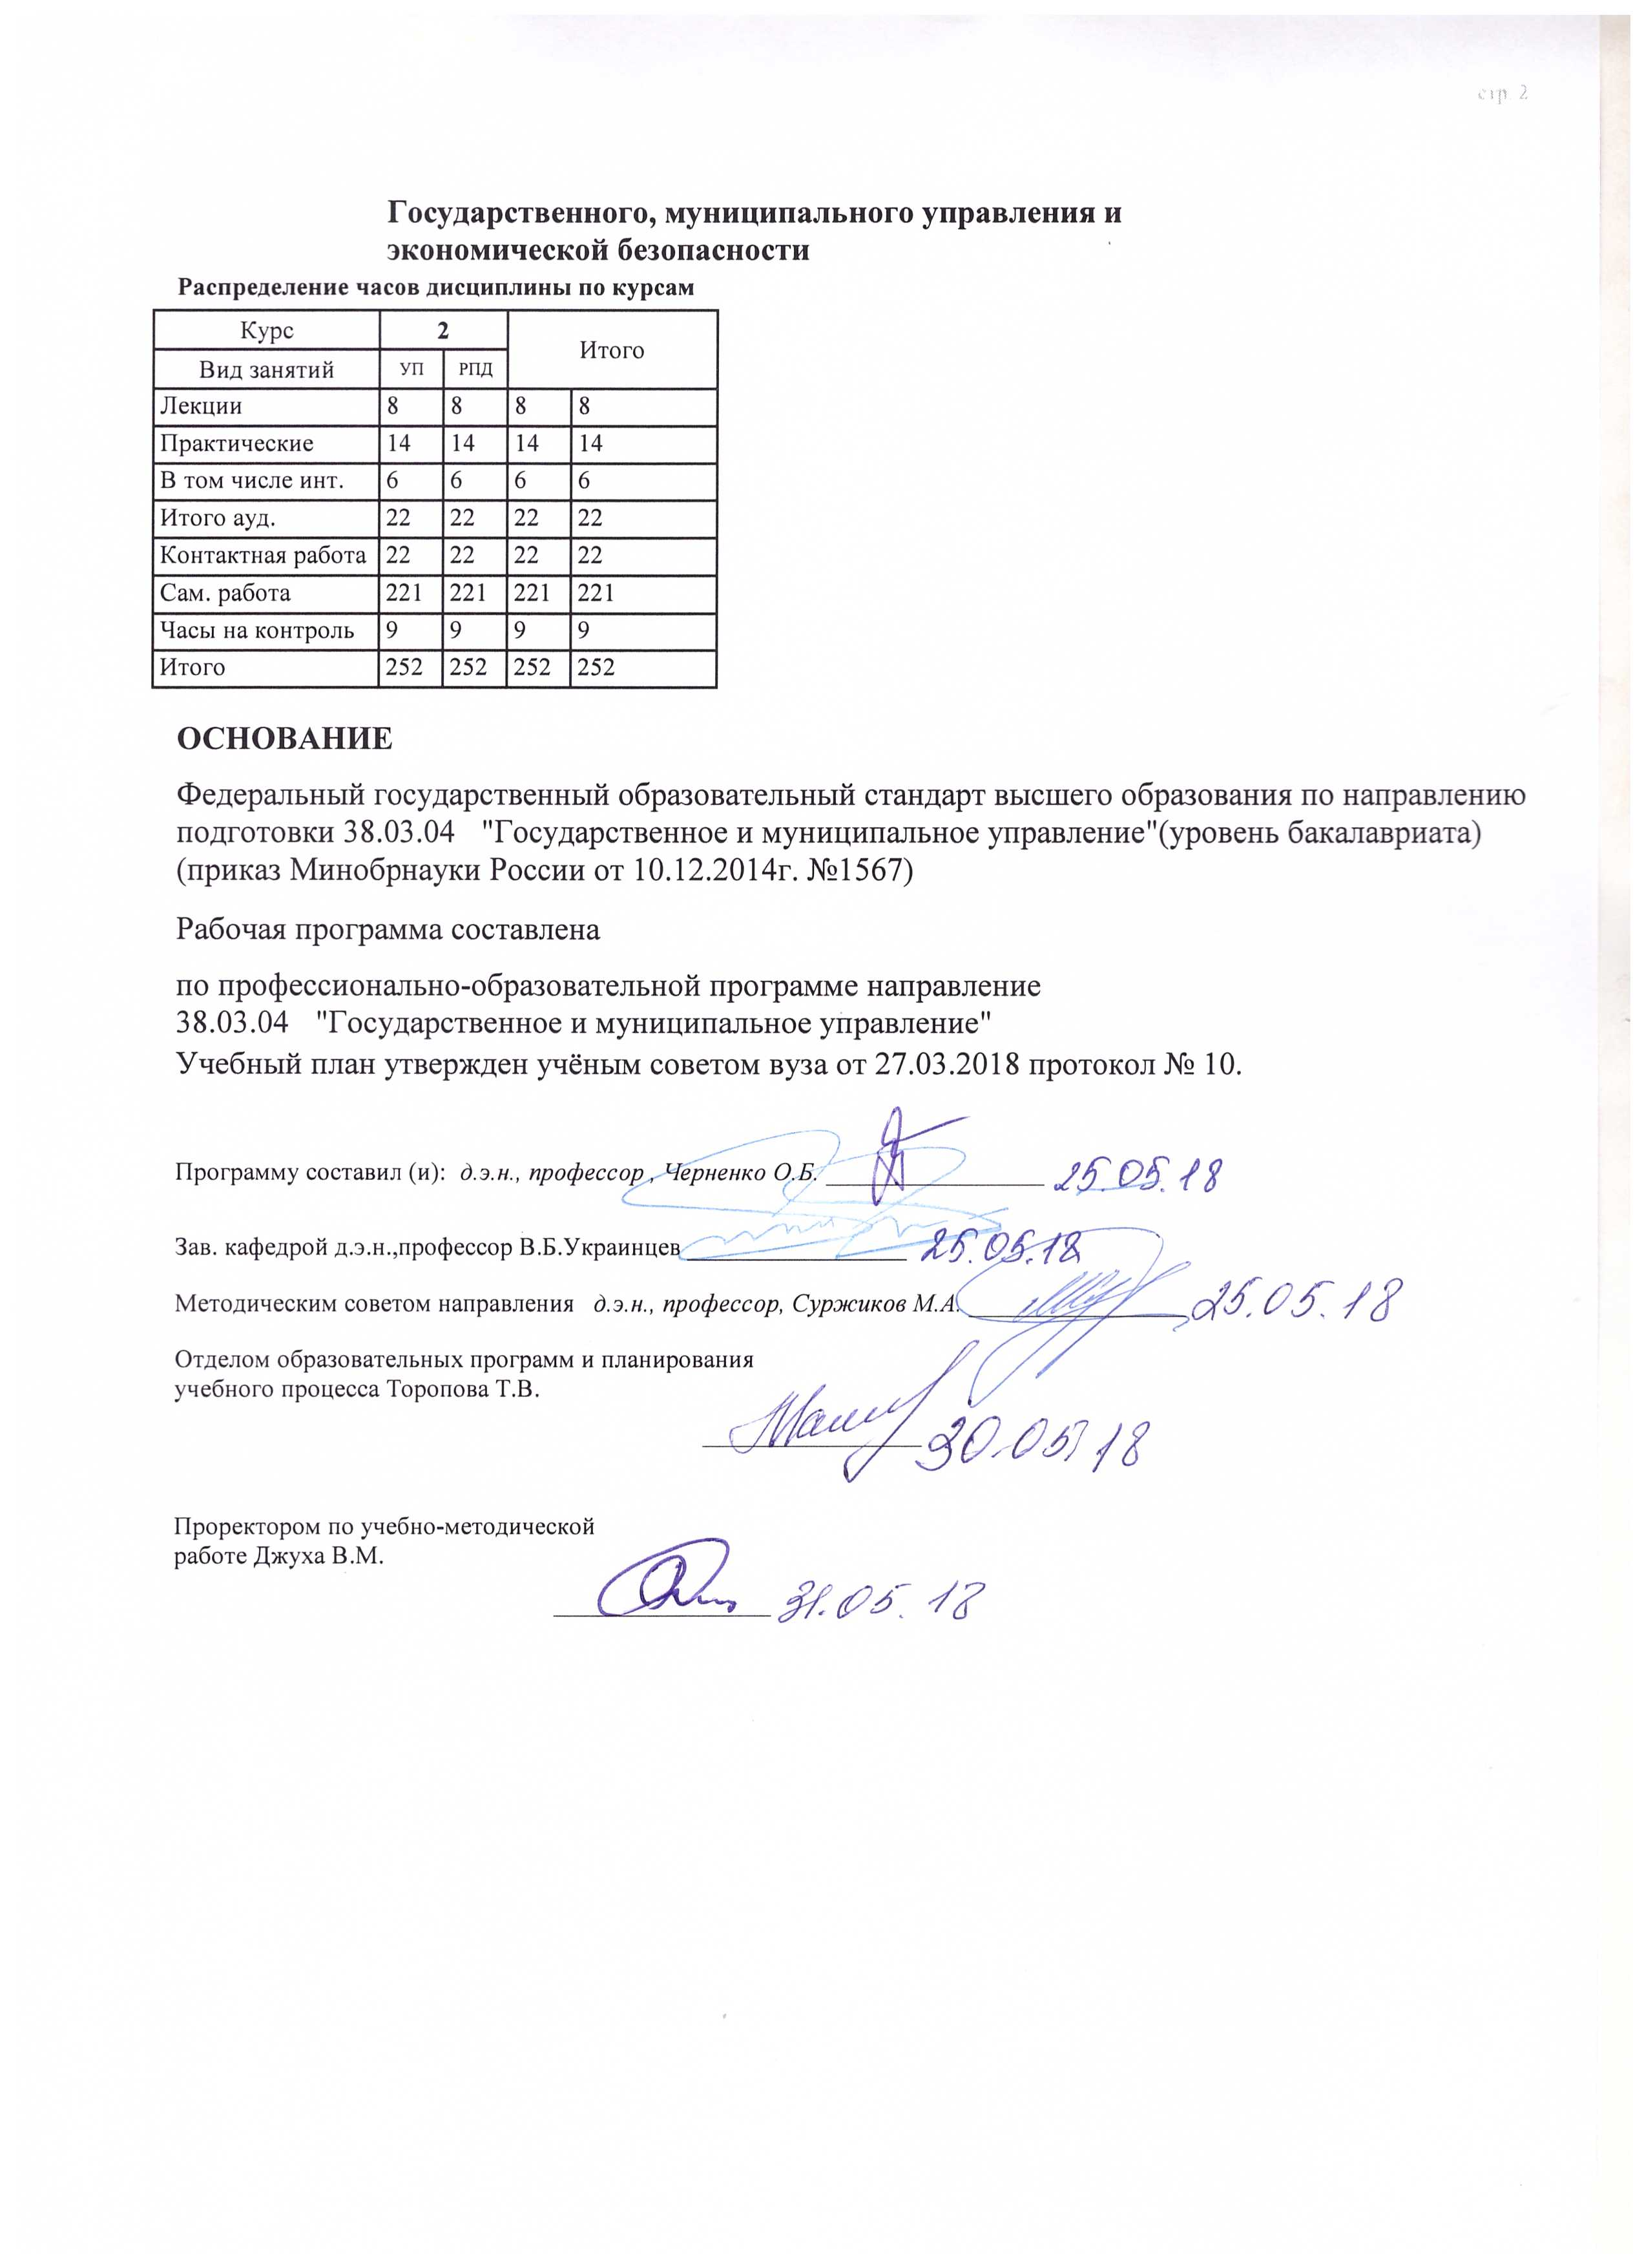 стр. 2
Государственного, муниципального управления и
экономической безопасности
Распределение часов дисциплины по курсам
Курс 2 Итого
Вид занятий УП РПД
Лекции 8 8 8 8
Практические 14 14 14 14
В том числе инт. 6 6 6 6
Итого ауд. 22 22 22 22
Контактная работа 22 22 22 22
Сам. работа 221 221 221 221
Часы на контроль 9 9 9 9
Итого 252 252 252 252
ОСНОВАНИЕ
Федеральный государственный образовательный стандарт высшего образования по направлению
подготовки 38.03.04 "Государственное и муниципальное управление"(уровень бакалавриата)
(приказ Минобрнауки России от 10.12.2014г. №1567)
Рабочая программа составлена
по профессионально-образовательной программе направление
38.03.04 "Государственное и муниципальное управление"
Учебный план утвержден учёным советом вуза от 27.03.2018 протокол № 10.
Программу составил (и): д.э.н., профессор , Черненко О.Б. 25.05.18
Зав. кафедрой д.э.н.,профессор В.Б.Украинцев 25.05.18
Методическим советом направления д.э.н., профессор, Суржиков М.А. 25.05.18
Отделом образовательных программ и планирования
учебного процесса Торопова Т.В.
30.05 18
Проректором по учебно-методической
работе Джуха В.М.
31.05.18